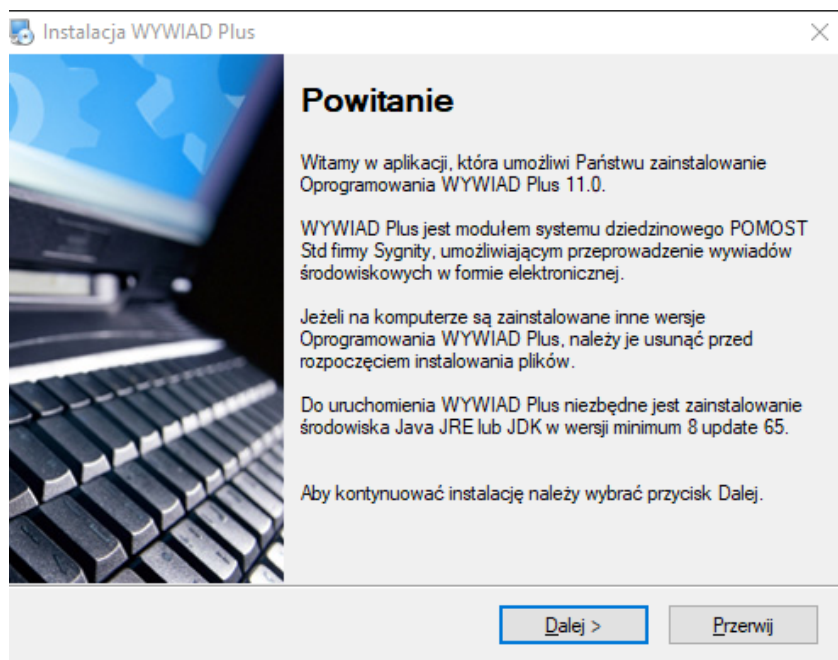 Instalacja WYWIAD Plus
Powitanie
Witamy w aplikacji, która umożliwi Państwu zainstalowanie
Oprogramowania WYWIAD Plus 11.0.
WYWIAD Plus jest modułem systemu dziedzinowego POMOST
Std firmy Sygnity, umożliwiającym przeprowadzenie wywiadów
środowiskowych w formie elektronicznej.
Jeżeli na komputerze są zainstalowane inne wersje
Oprogramowania WYWIAD Plus, należy je usunąć przed
rozpoczęciem instalowania plików.
Do uruchomienia WYWIAD Plus niezbędne jest zainstalowanie
środowiska Java JRE lub JDK w wersji minimum 8 update 65.
Aby kontynuować instalację należy wybrać przycisk Dalej.
Dalej >
Przerwij